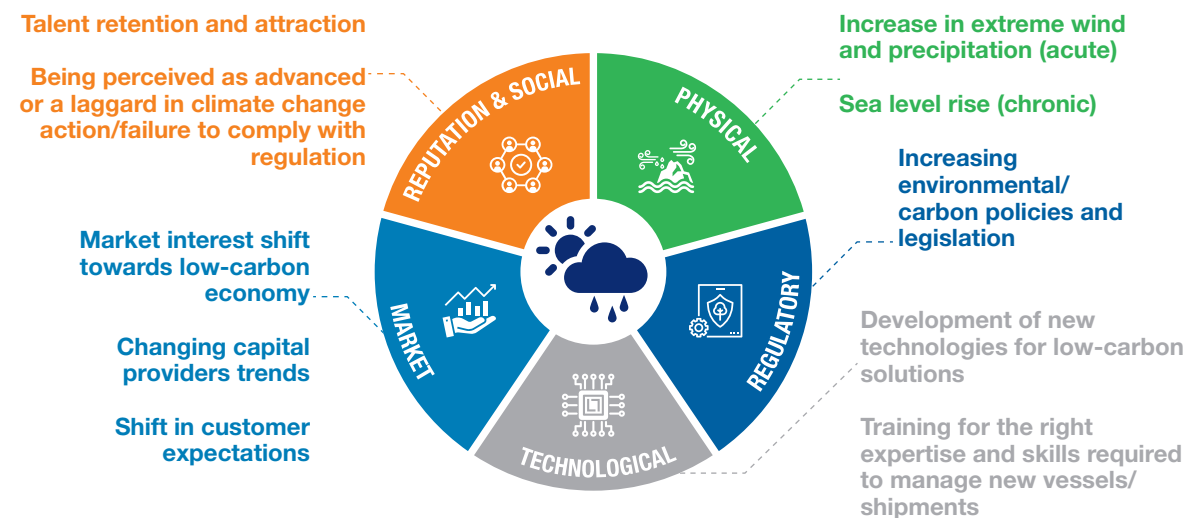 Talent retention and attraction
Being perceived as advanced
or a laggard in climate change
action/failure to comply with
regulation
Market interest shift
towards low-carbon
economy
Changing capital
providers trends
Shift in customer
expectations
REPUTATION & SOCIAL
PHYSICAL
MARKET
REGULATORY
TECHNOLOGICAL
Increase in extreme wind
and precipitation (acute)
Sea level rise (chronic)
Increasing
environmental/
carbon policies and
legislation
Development of new
technologies for low-carbon
solutions
Training for the right
expertise and skills required
to manage new vessels/
shipments